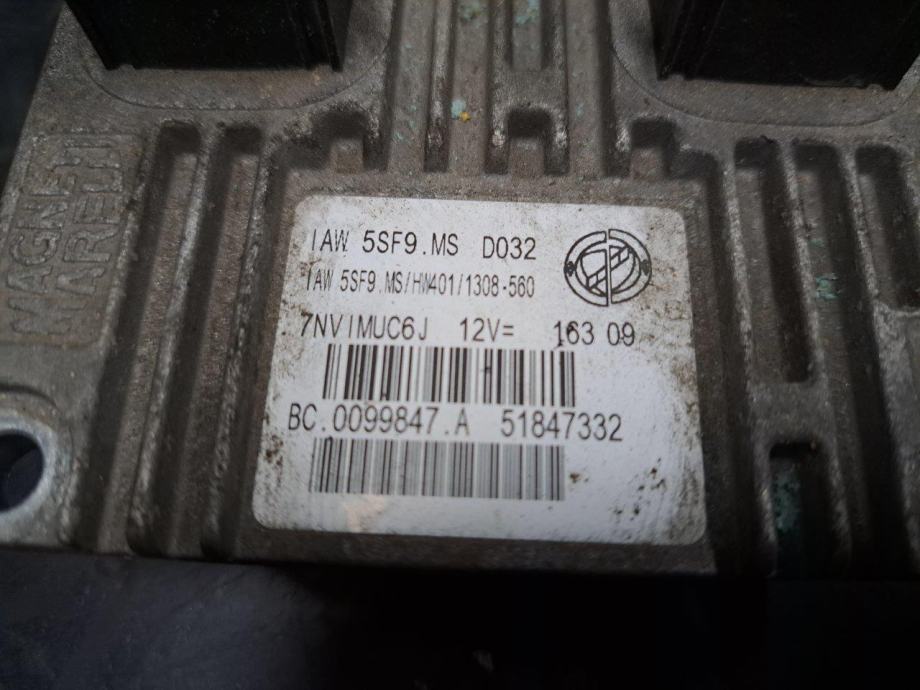 MAGNETI
MARELLI
IAW 5SF9.MS D032
IAW 5SF9.MS/HW401/1308-560
7NVIMUC6J 12V= 163 09
BC.0099847.A 51847332